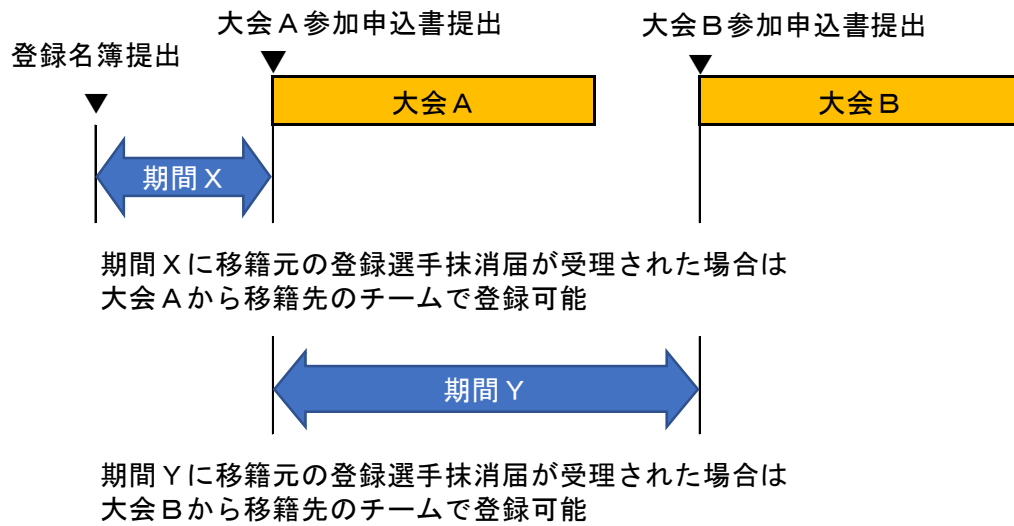 大会Ａ参加申込書提出
大会Ｂ参加申込書提出
登録名簿提出
▼
▼
▼
大会Ａ
大会Ｂ
期間Ｘ
期間Ｘに移籍元の登録選手抹消届が受理された場合は
大会Ａから移籍先のチームで登録可能
期間Ｙ
期間Ｙに移籍元の登録選手抹消届が受理された場合は
大会Ｂから移籍先のチームで登録可能